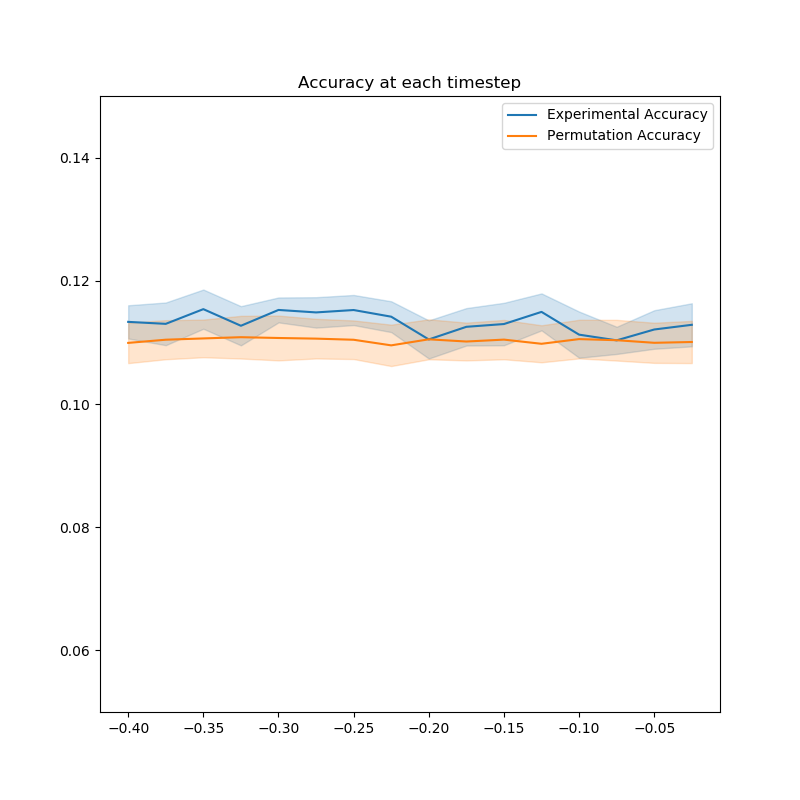 Accuracy at each timestep
Experimental Accuracy
Permutation Accuracy
0.14
0.12
0.10
0.08
0.06
−0.40 −0.35 −0.30 −0.25 −0.20 −0.15 −0.10 −0.05